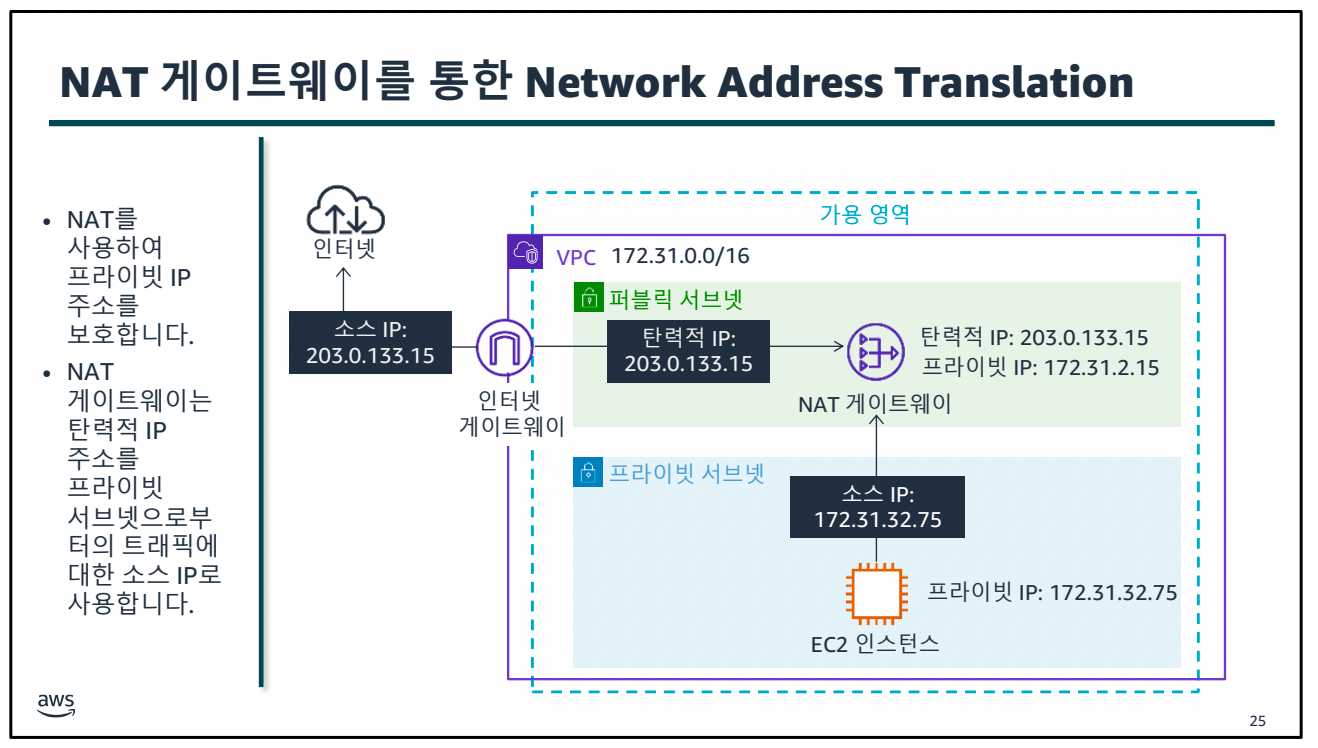 NAT 게이트웨이를 통한 Network Address Translation
• NAT를
사용하여
프라이빗 IP
주소를
보호합니다.
• NAT
게이트웨이는
탄력적 IP
주소를
프라이빗
서브넷으로부
터의 트래픽에
대한 소스 IP로
사용합니다.
인터넷
소스 IP:
203.0.133.15
인터넷
게이트웨이
가용 영역
VPC 172.31.0.0/16
퍼블릭 서브넷
탄력적 IP:
203.0.133.15
탄력적 IP: 203.0.133.15
프라이빗 IP: 172.31.2.15
NAT 게이트웨이
프라이빗 서브넷
소스 IP:
172.31.32.75
프라이빗 IP: 172.31.32.75
EC2 인스턴스
aws
25